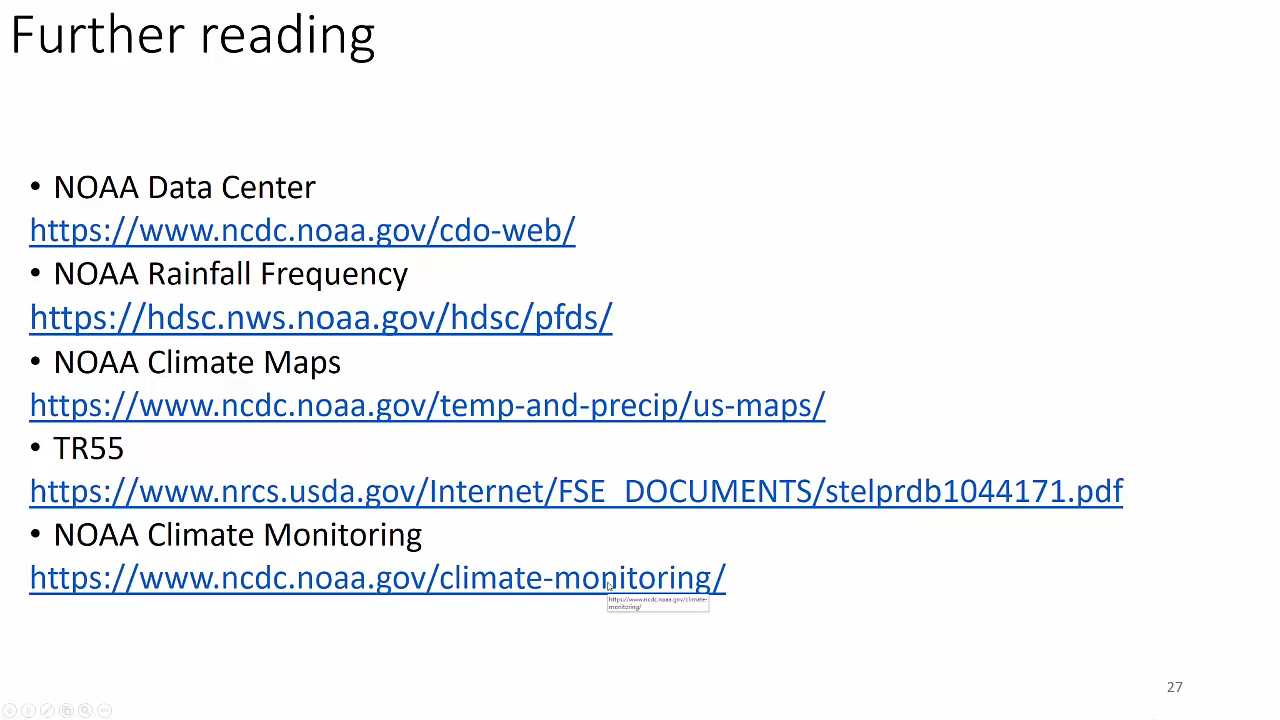 Further reading
• NOAA Data Center
https://www.ncdc.noaa.gov/cdo-web/
• NOAA Rainfall Frequency
https://hdsc.nws.noaa.gov/hdsc/pfds/
• NOAA Climate Maps
https://www.ncdc.noaa.gov/temp-and-precip/us-maps/
• TR55
https://www.nrcs.usda.gov/Internet/FSE_DOCUMENTS/stelprdb1044171.pdf
• NOAA Climate Monitoring
https://www.ncdc.noaa.gov/climate-monitoring/
https://www.ncdc.noaa.gov/climate-
monitoring/
27